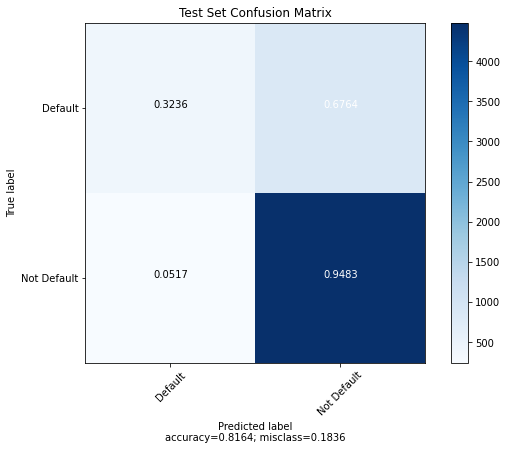 Test Set Confusion Matrix
True label
Default
0.3236
0.6764
Not Default
0.0517
0.9483
Default
Not Default
Predicted label
accuracy=0.8164; misclass=0.1836
4000
3500
3000
2500
2000
1500
1000
500